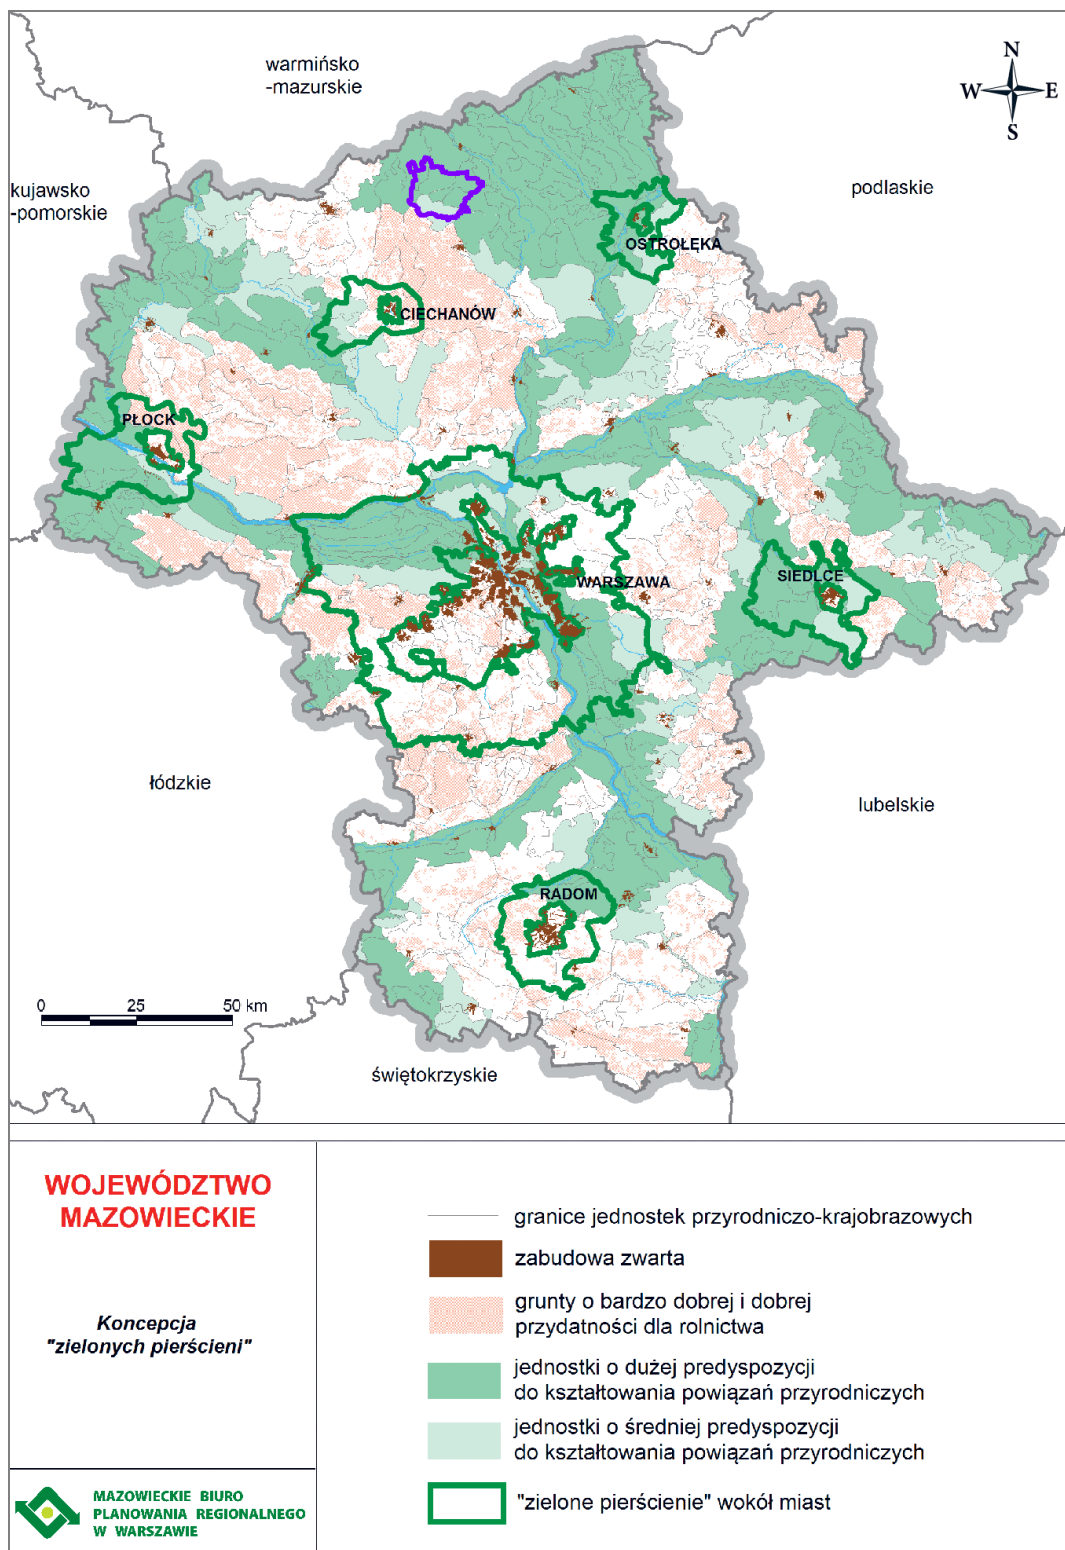 warmińsko
-mazurskie
N
W
E
S
kujawsko
-pomorskie
podlaskie
OSTROŁĘKA
CIECHANÓW
PŁOCK
SIEDLCE
WARSZAWA
łódzkie
lubelskie
RADOM
0 25 50 km
świętokrzyskie
WOJEWÓDZTWO
MAZOWIECKIE
Koncepcja
"zielonych pierścieni"
MAZOWIECKIE BIURO
PLANOWANIA REGIONALNEGO
W WARSZAWIE
granice jednostek przyrodniczo-krajobrazowych
zabudowa zwarta
grunty o bardzo dobrej i dobrej
przydatności dla rolnictwa
jednostki o dużej predyspozycji
do kształtowania powiązań przyrodniczych
jednostki o średniej predyspozycji
do kształtowania powiązań przyrodniczych
"zielone pierścienie" wokół miast